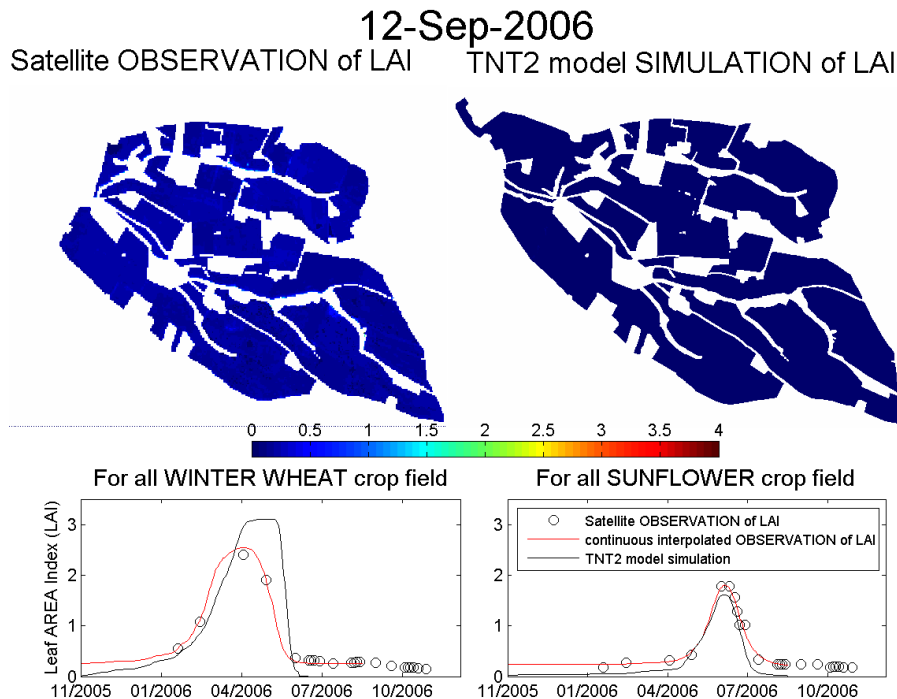 12-Sep-2006
Satellite OBSERVATION of LAI
TNT2 model SIMULATION of LAI
0 0.5 1 1.5 2 2.5 3 3.5 4
For all WINTER WHEAT crop field
Leaf AREA Index (LAI)
3
2
1
0
11/2005 01/2006 04/2006 07/2006 10/2006
For all SUNFLOWER crop field
Satellite OBSERVATION of LAI
continuous interpolated OBSERVATION of LAI
TNT2 model simulation
3
2
1
0
11/2005 01/2006 04/2006 07/2006 10/2006